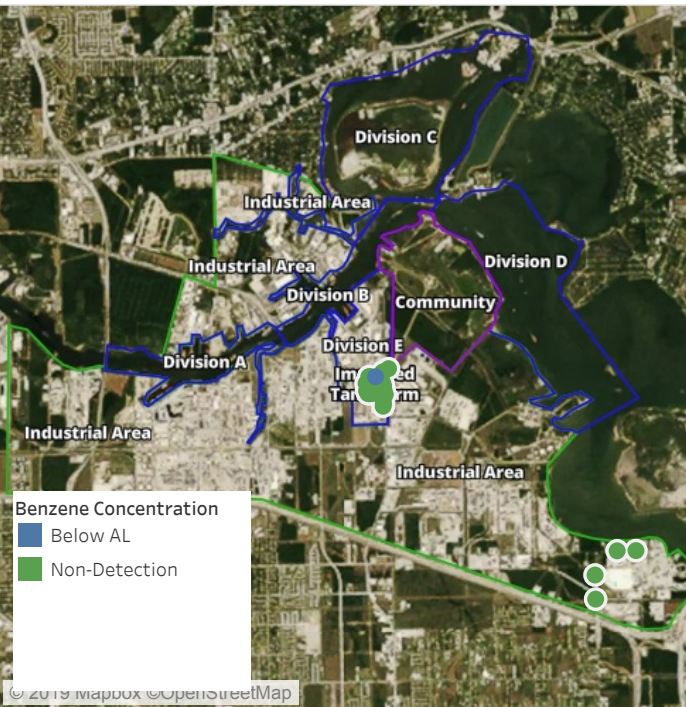 Division C
Industrial Area
Division D
Industrial Area
Division B
Community
Division E
Division A
Industrial Area
Industrial Area
Benzene Concentration
Below AL
Non-Detection
© 2019 Mapbox ©OpenStreetMap